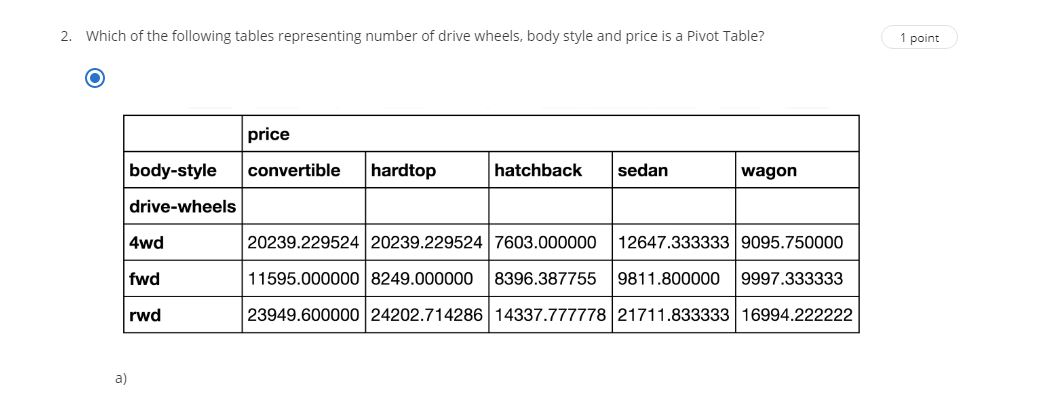 2. Which of the following tables representing number of drive wheels, body style and price is a Pivot Table?
1 point
price
body-style convertible hardtop hatchback sedan wagon
drive-wheels
4wd 20239.229524 20239.229524 7603.000000 12647.333333 9095.750000
fwd 11595.000000 8249.000000 8396.387755 9811.800000 9997.333333
rwd 23949.600000 24202.714286 14337.777778 21711.833333 16994.222222
a)